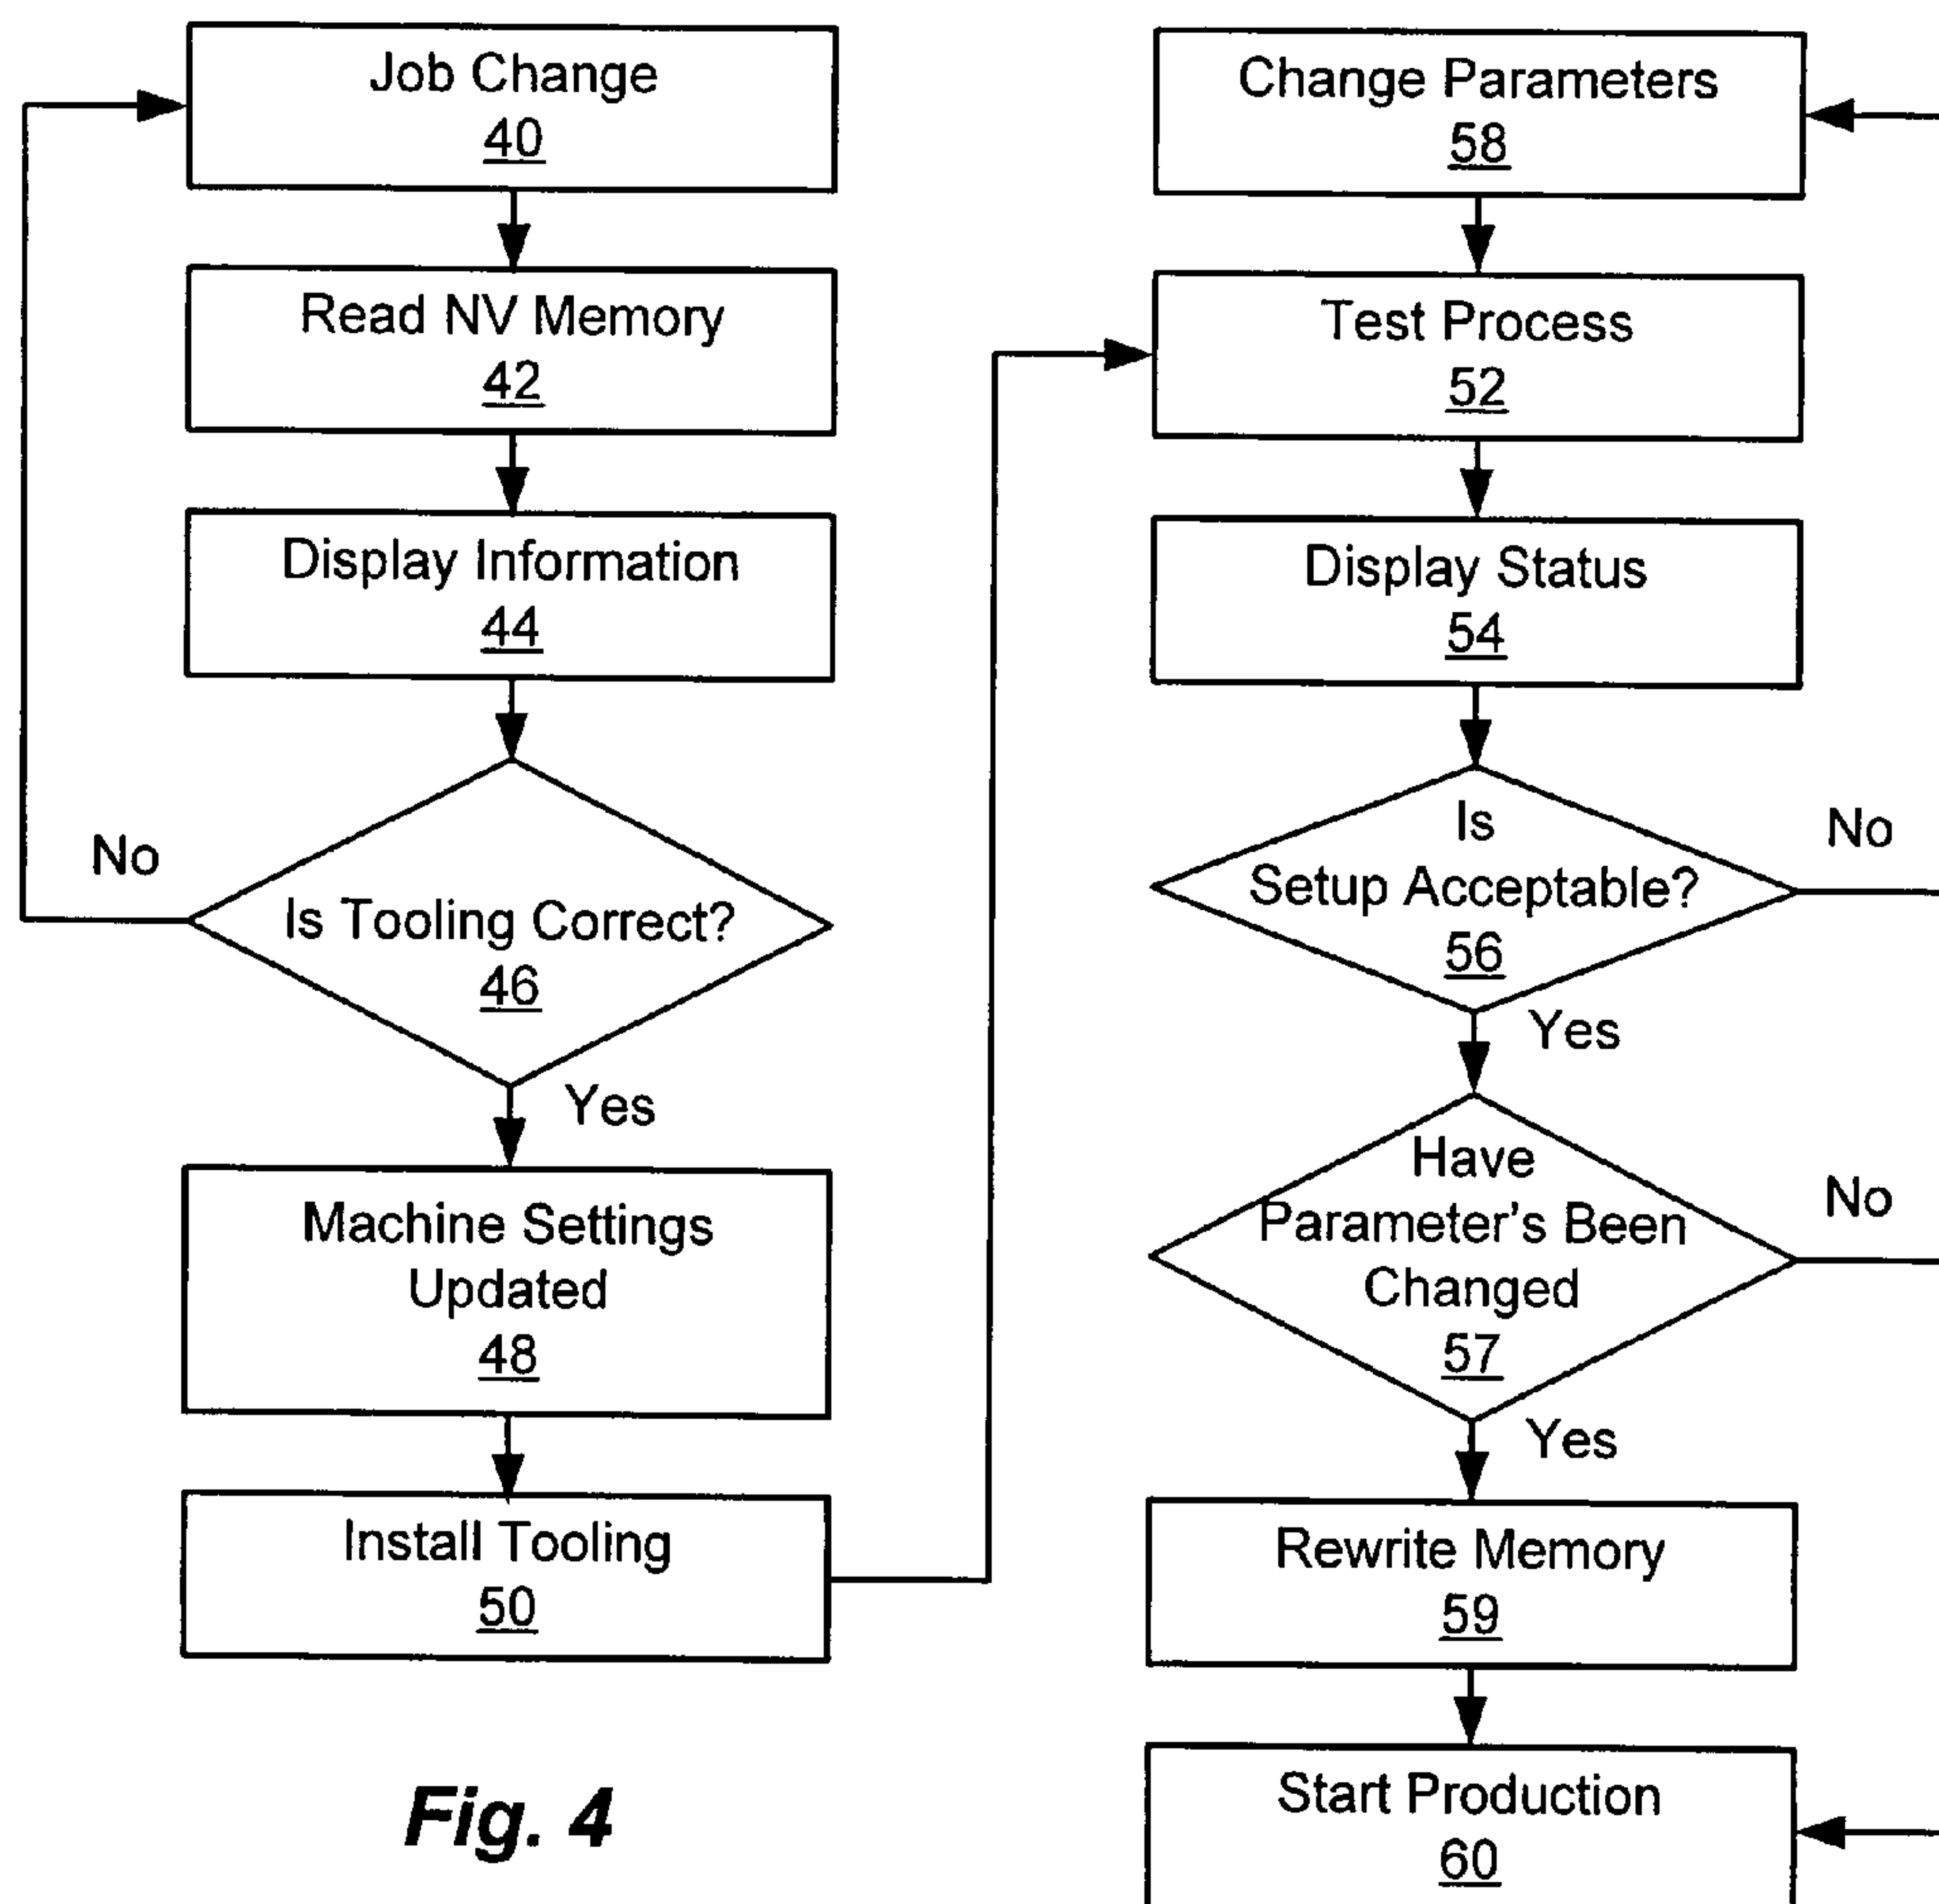 Job Change
40
Read NV Memory
42
Display Information
44
No
Is Tooling Correct?
46
Yes
Machine Settings
Updated
48
Install Tooling
50
Fig. 4
Change Parameters
58
Test Process
52
Display Status
54
Is
Setup Acceptable?
56
No
Yes
Have
Parameter's Been
Changed
57
No
Yes
Rewrite Memory
59
Start Production
60